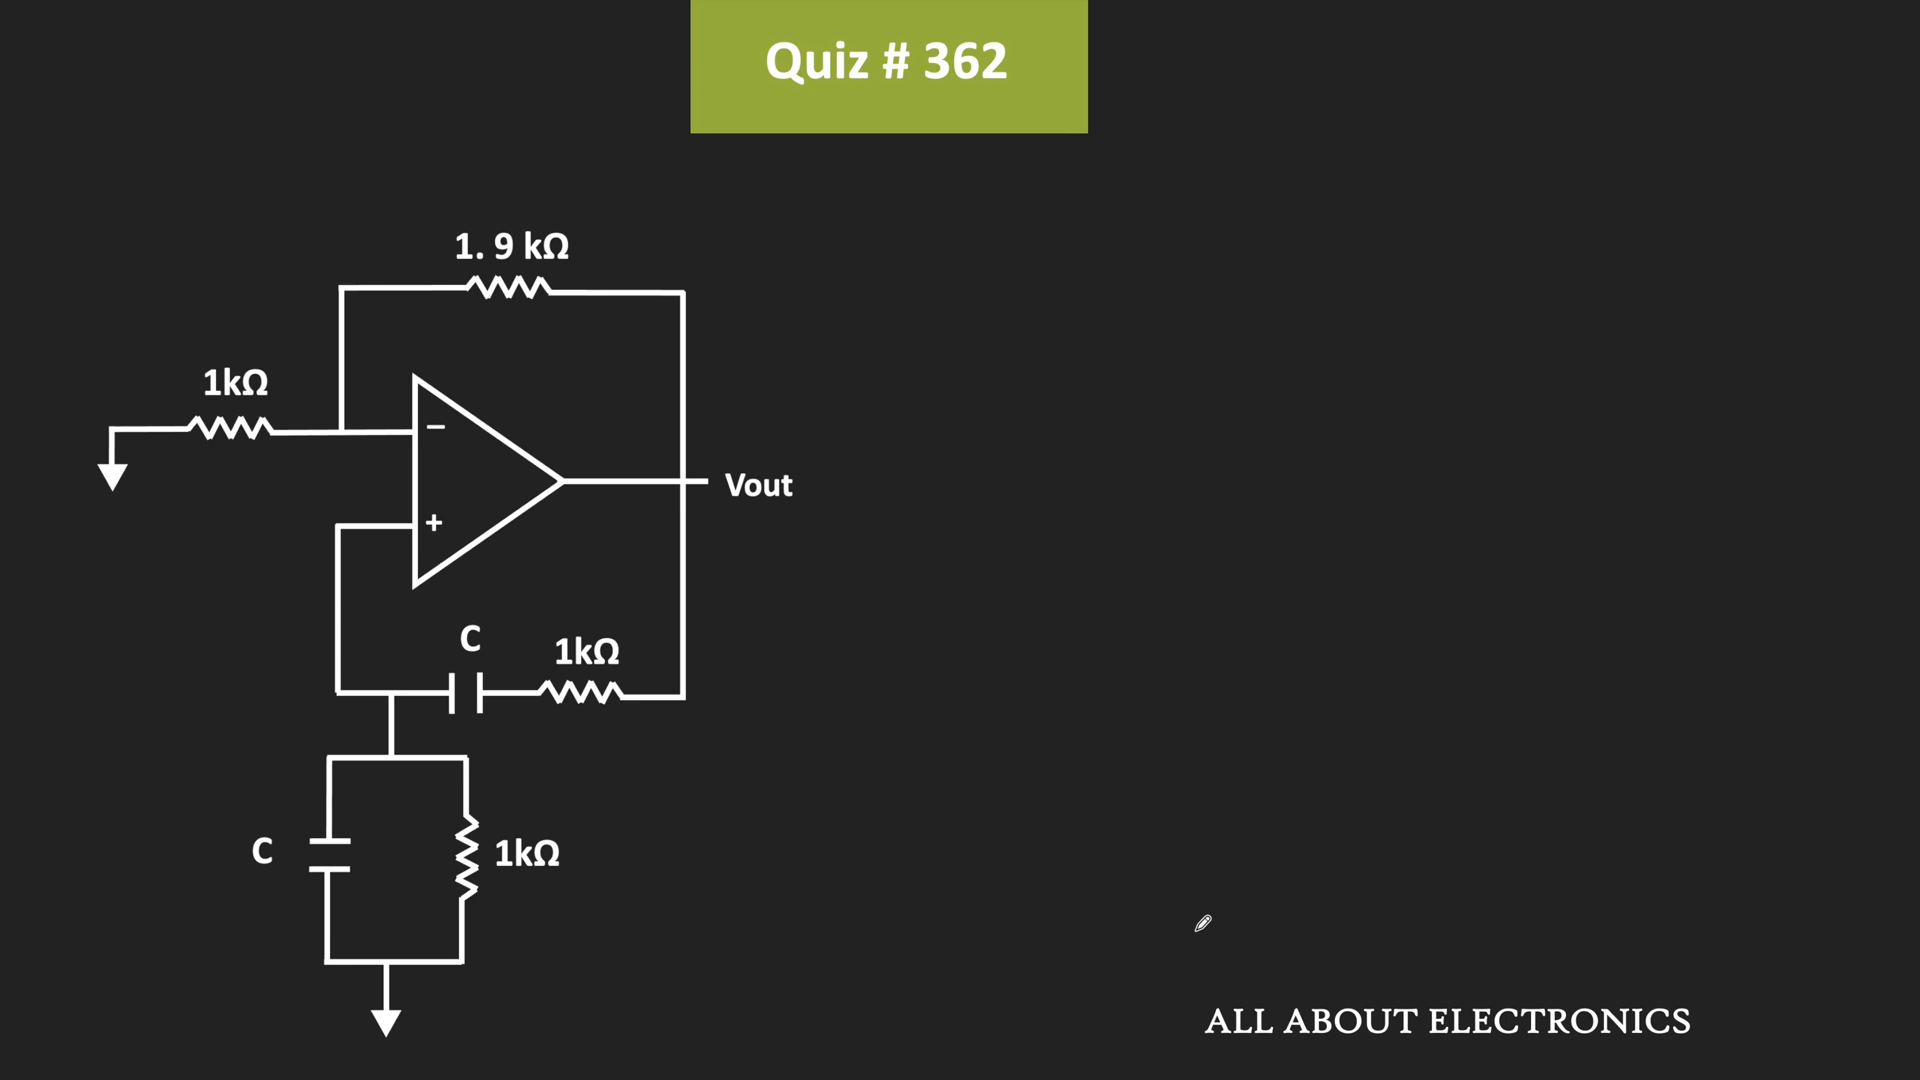 Quiz # 362
1. 9 kΩ
1kΩ
−
Vout
+
C
1kΩ
C
1kΩ
ALL ABOUT ELECTRONICS